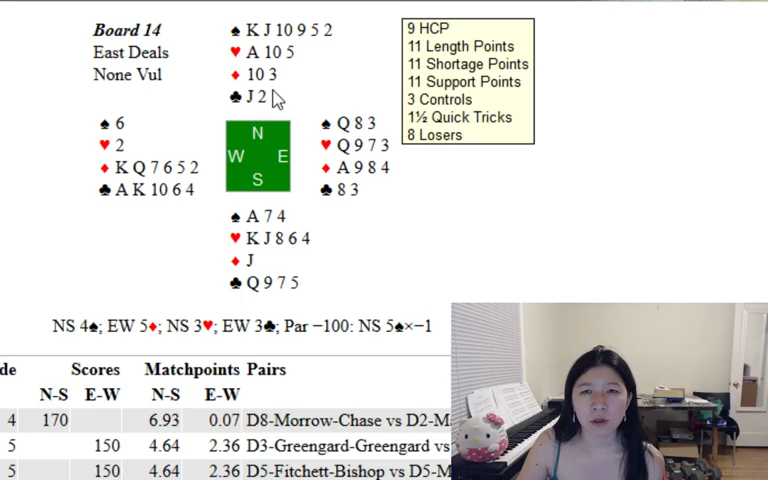 Board 14
East Deals
None Vul
♠ K J 10 9 5 2
♥ A 10 5
♦ 10 3
♣ J 2
9 HCP
11 Length Points
11 Shortage Points
11 Support Points
3 Controls
1½ Quick Tricks
8 Losers
♠ 6
♥ 2
♦ K Q 7 6 5 2
♣ A K 10 6 4
N
W E
S
♠ Q 8 3
♥ Q 9 7 3
♦ A 9 8 4
♣ 8 3
♠ A 7 4
♥ K J 8 6 4
♦ J
♣ Q 9 7 5
NS 4♠; EW 5♦; NS 3♥; EW 3♣; Par −100: NS 5♠×−1
de Scores Matchpoints Pairs
N-S E-W N-S E-W
4 170 6.93 0.07 D8-Morrow-Chase vs D2-M
5 150 4.64 2.36 D3-Greengard-Greengard vs
5 150 4.64 2.36 D5-Fitchett-Bishop vs D5-M